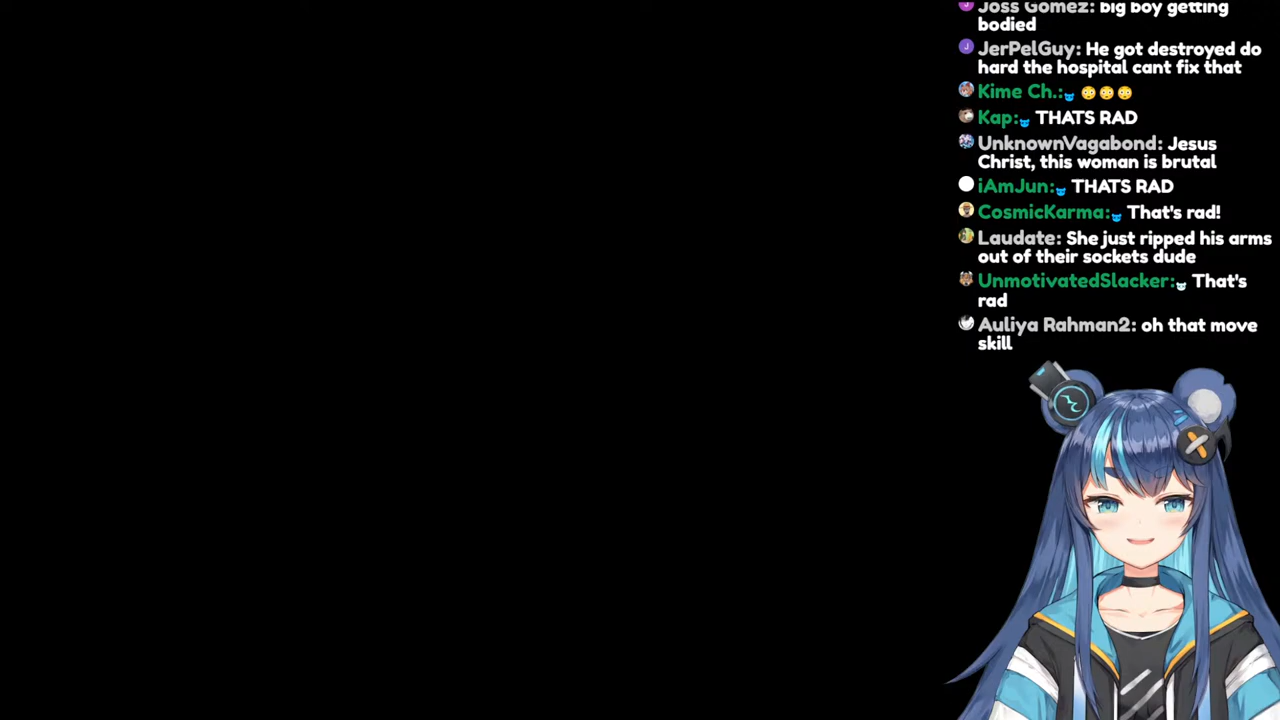 Joss Gomez: big boy getting
bodied
JerPelGuy: He got destroyed do
hard the hospital cant fix that
Kime Ch.: 😳😳😳
Kap: THATS RAD
UnknownVagabond: Jesus
Christ, this woman is brutal
iAmJun: THATS RAD
CosmicKarma: That's rad!
Laudate: She just ripped his arms
out of their sockets dude
UnmotivatedSlacker: That's
rad
Auliya Rahman2: oh that move
skill